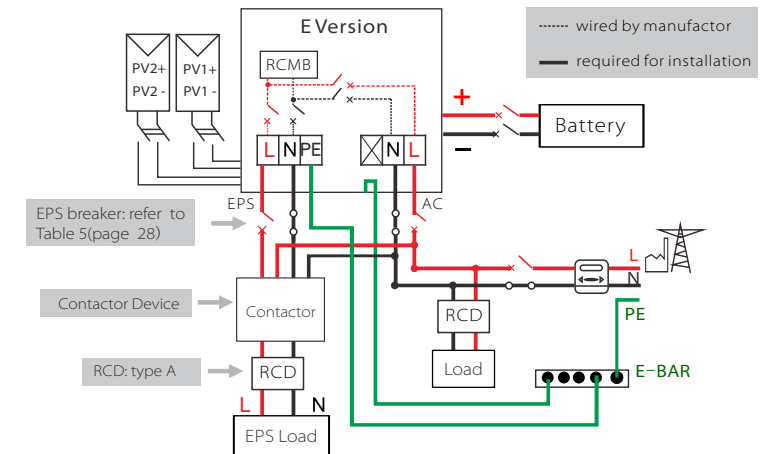 E Version
wired by manufactor
required for installation
RCMB
PV2+
PV2 -
PV1+
PV1 -
+
−
Battery
L N PE
N L
EPS
AC
EPS breaker: refer to
Table 5(page 28)
L
N
PE
Contactor Device
Contactor
RCD
RCD: type A
RCD
Load
E-BAR
L N
EPS Load